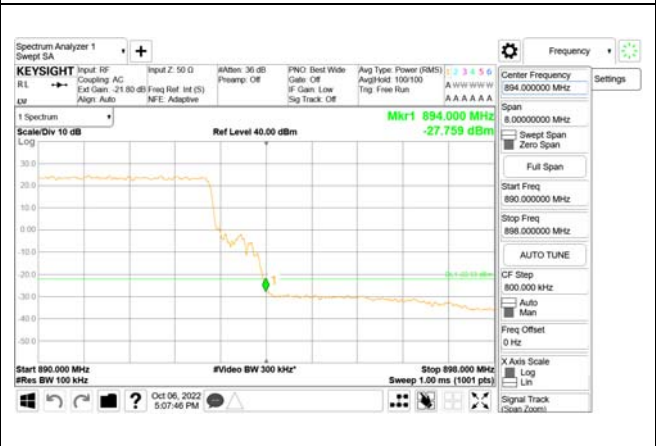 Spectrum Analyzer 1
Swept SA
+
Frequency
KEYSIGHT Input: RF Input Z: 50 Ω #Atten: 36 dB PNO: Best Wide Avg Type: Power (RMS) 1 2 3 4 5 6
RL Coupling: AC Preamp: Off Gate: Off Avg|Hold: 100/100 A W W W W W
Ext Gain: -21.80 dB Freq Ref: Int (S) IF Gain: Low Trig: Free Run
Align: Auto NFE: Adaptive Sig Track: Off A A A A A A
Center Frequency
894.000000 MHz
Settings
1 Spectrum
Mkr1 894.000 MHz
Scale/Div 10 dB Ref Level 40.00 dBm -27.759 dBm
Log
30.0
20.0
10.0
0.00
-10.0
-20.0
-30.0
-40.0
-50.0
1
Start 890.000 MHz #Video BW 300 kHz* Stop 898.000 MHz
#Res BW 100 kHz Sweep 1.00 ms (1001 pts)
Span
8.00000000 MHz
Swept Span
Zero Span
Full Span
Start Freq
890.000000 MHz
Stop Freq
898.000000 MHz
AUTO TUNE
CF Step
800.000 kHz
Auto
Man
Freq Offset
0 Hz
X Axis Scale
Log
Lin
Signal Track
(Span Zoom)
? Oct 06, 2022
5:07:46 PM